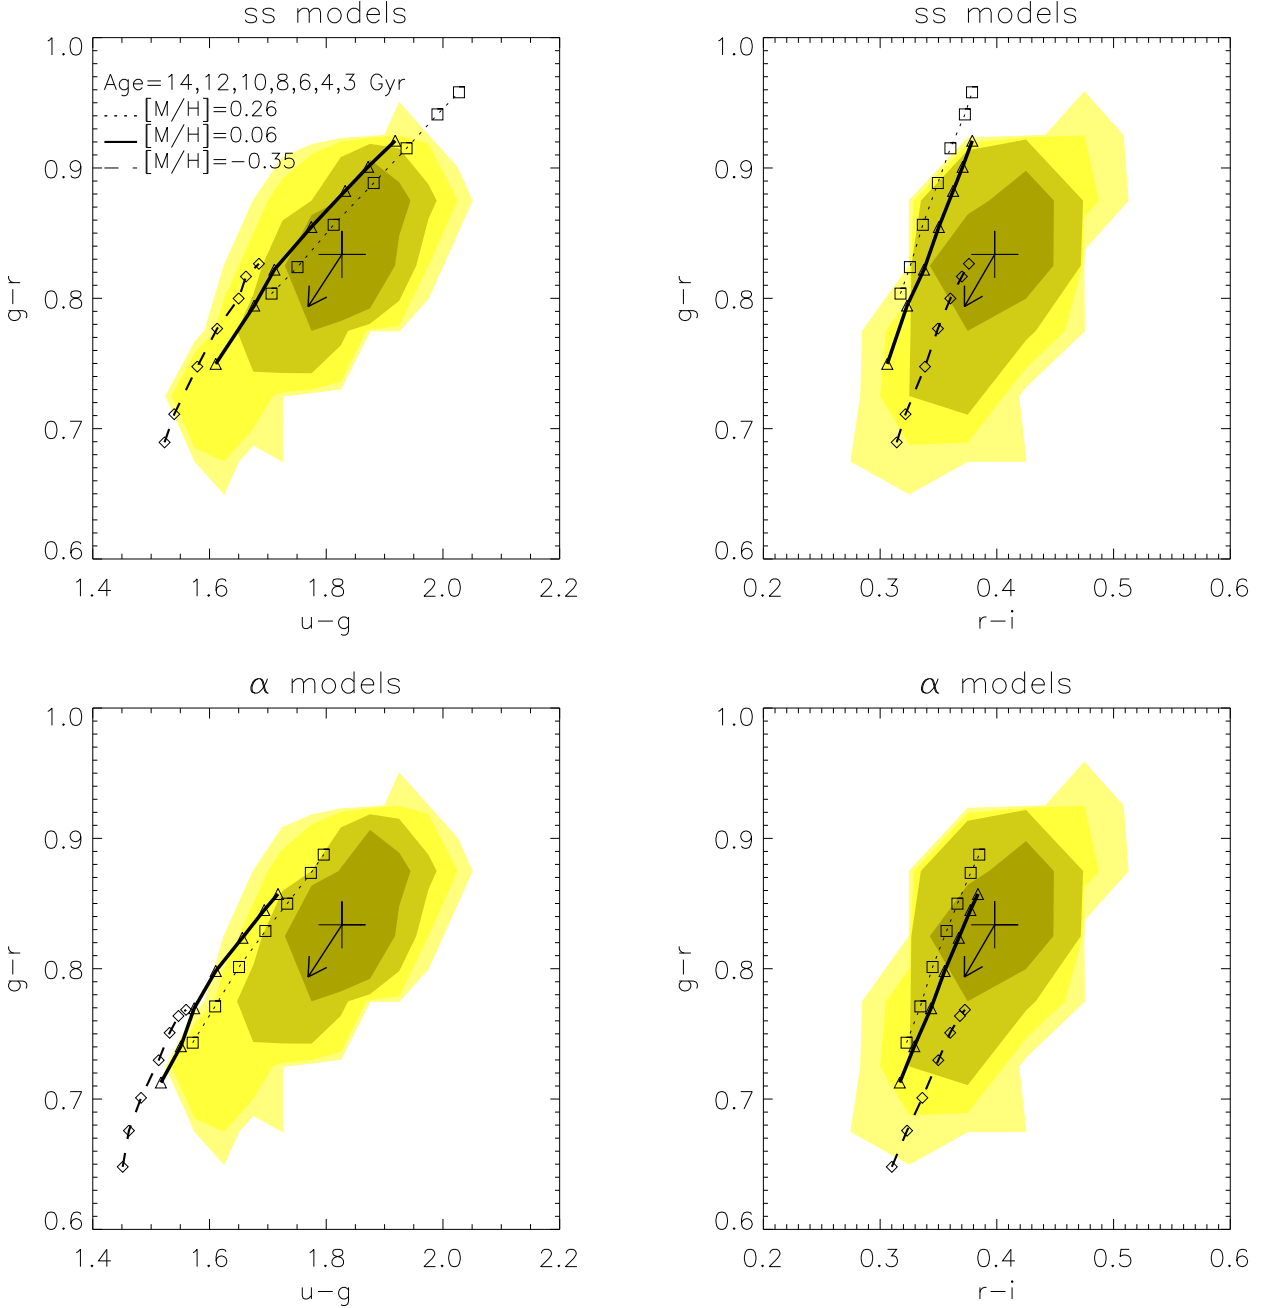 ss models
1.0
0.9
0.8
0.7
0.6
g−r
Age=14,12,10,8,6,4,3 Gyr
[M/H]=0.26
[M/H]=0.06
[M/H]=−0.35
1.4 1.6 1.8 2.0 2.2
u−g
ss models
1.0
0.9
0.8
0.7
0.6
g−r
0.2 0.3 0.4 0.5 0.6
r−i
α models
1.0
0.9
0.8
0.7
0.6
g−r
1.4 1.6 1.8 2.0 2.2
u−g
α models
1.0
0.9
0.8
0.7
0.6
g−r
0.2 0.3 0.4 0.5 0.6
r−i